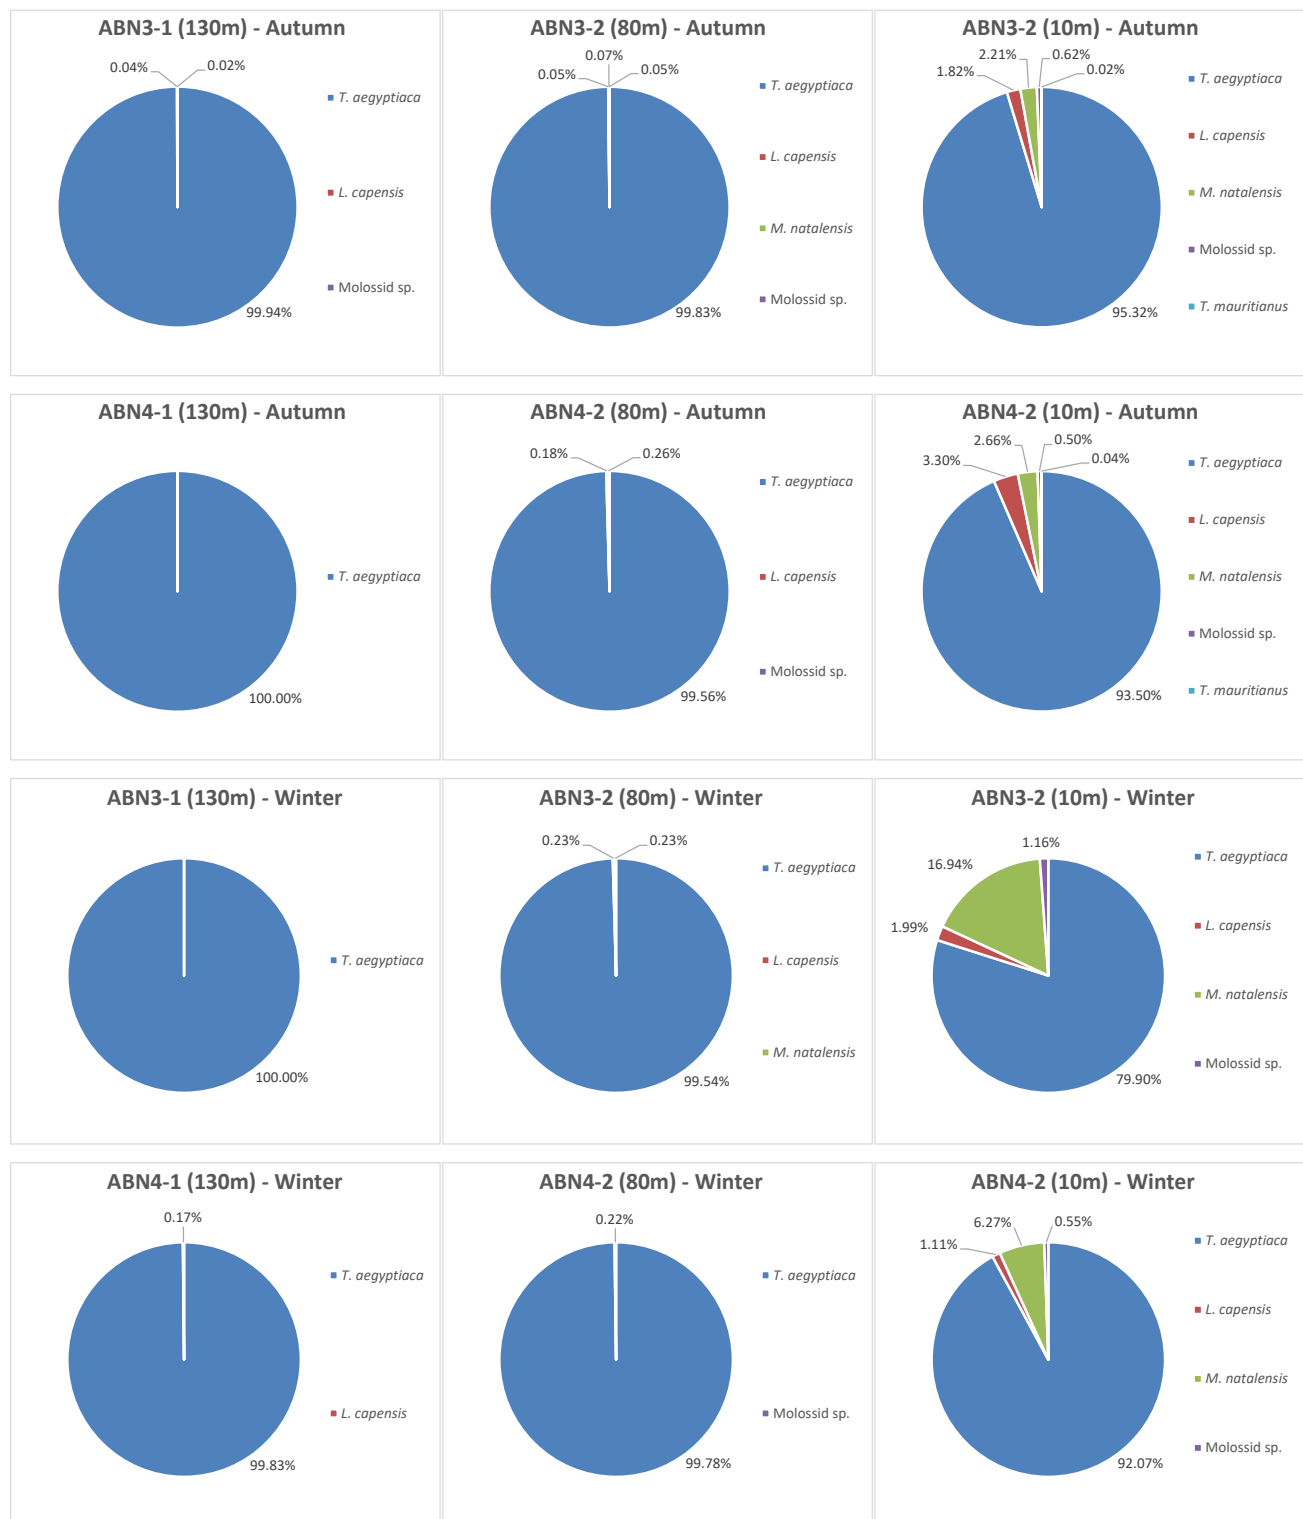 ABN3-1 (130m) - Autumn
0.04%
0.02%
T. aegyptiaca
L. capensis
Molossid sp.
99.94%
ABN3-2 (80m) - Autumn
0.07%
0.05%
0.05%
T. aegyptiaca
L. capensis
M. natalensis
Molossid sp.
99.83%
ABN3-2 (10m) - Autumn
2.21%
0.62%
1.82%
0.02%
T. aegyptiaca
L. capensis
M. natalensis
Molossid sp.
T. mauritianus
95.32%
ABN4-1 (130m) - Autumn
T. aegyptiaca
100.00%
ABN4-2 (80m) - Autumn
0.18%
0.26%
T. aegyptiaca
L. capensis
Molossid sp.
99.56%
ABN4-2 (10m) - Autumn
2.66%
0.50%
3.30%
0.04%
T. aegyptiaca
L. capensis
M. natalensis
Molossid sp.
T. mauritianus
93.50%
ABN3-1 (130m) - Winter
T. aegyptiaca
100.00%
ABN3-2 (80m) - Winter
0.23%
0.23%
T. aegyptiaca
L. capensis
M. natalensis
99.54%
ABN3-2 (10m) - Winter
1.16%
16.94%
1.99%
T. aegyptiaca
L. capensis
M. natalensis
Molossid sp.
79.90%
ABN4-1 (130m) - Winter
0.17%
T. aegyptiaca
L. capensis
99.83%
ABN4-2 (80m) - Winter
0.22%
T. aegyptiaca
Molossid sp.
99.78%
ABN4-2 (10m) - Winter
6.27%
0.55%
1.11%
T. aegyptiaca
L. capensis
M. natalensis
Molossid sp.
92.07%